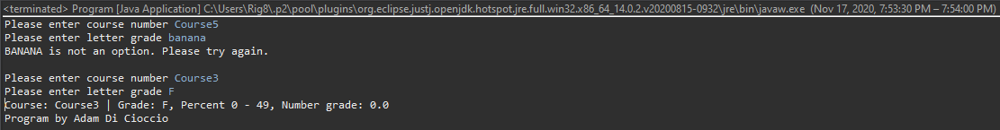 <terminated> Program [Java Application] C:\Users\Rig8\.p2\pool\plugins\org.eclipse.justj.openjdk.hotspot.jre.full.win32.x86_64_14.0.2.v20200815-0932\jre\bin\javaw.exe (Nov 17, 2020, 7:53:30 PM – 7:54:00 PM)
Please enter course number Course5
Please enter letter grade banana
BANANA is not an option. Please try again.
Please enter course number Course3
Please enter letter grade F
Course: Course3 | Grade: F, Percent 0 - 49, Number grade: 0.0
Program by Adam Di Cioccio